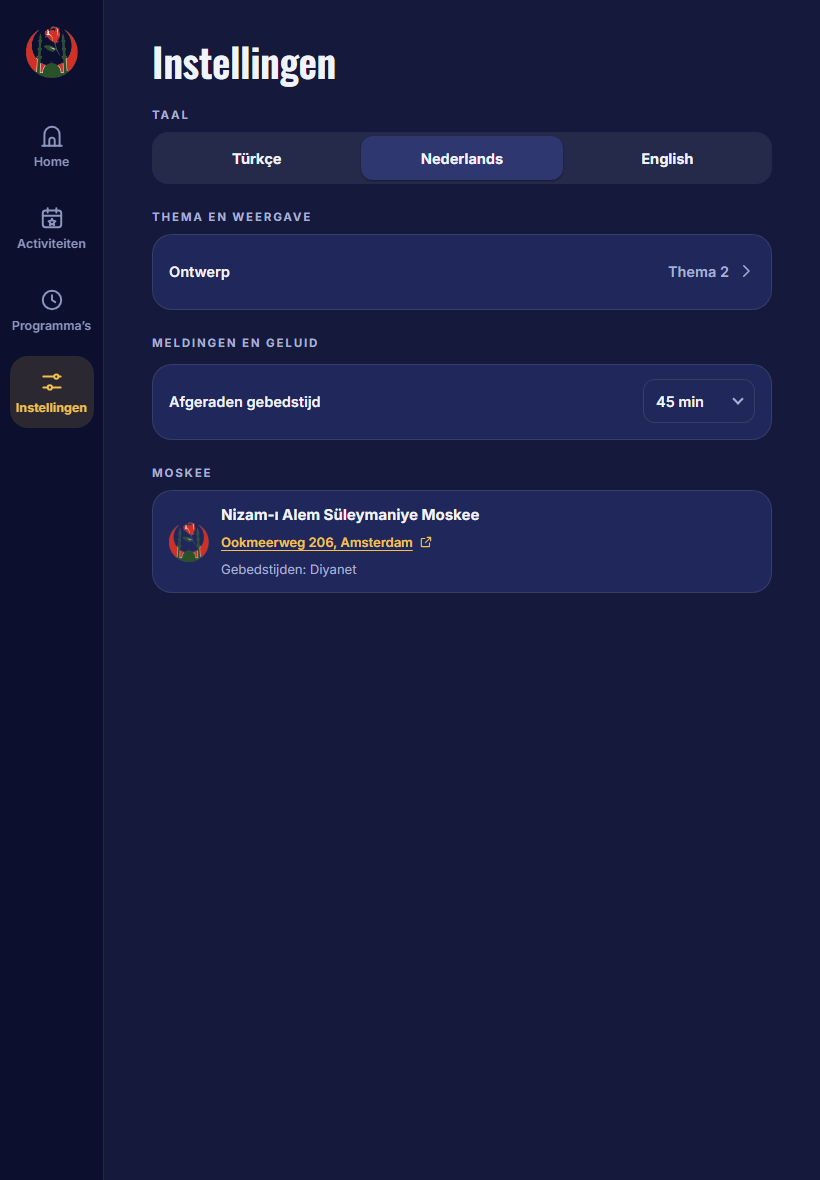 Instellingen
TAAL
Türkçe Nederlands English
THEMA EN WEERGAVE
Ontwerp Thema 2
MELDINGEN EN GELUID
Afgeraden gebedstijd 45 min
MOSKEE
Nizam-ı Alem Süleymaniye Moskee
Ookmeerweg 206, Amsterdam
Gebedstijden: Diyanet
Home
Activiteiten
Programma's
Instellingen